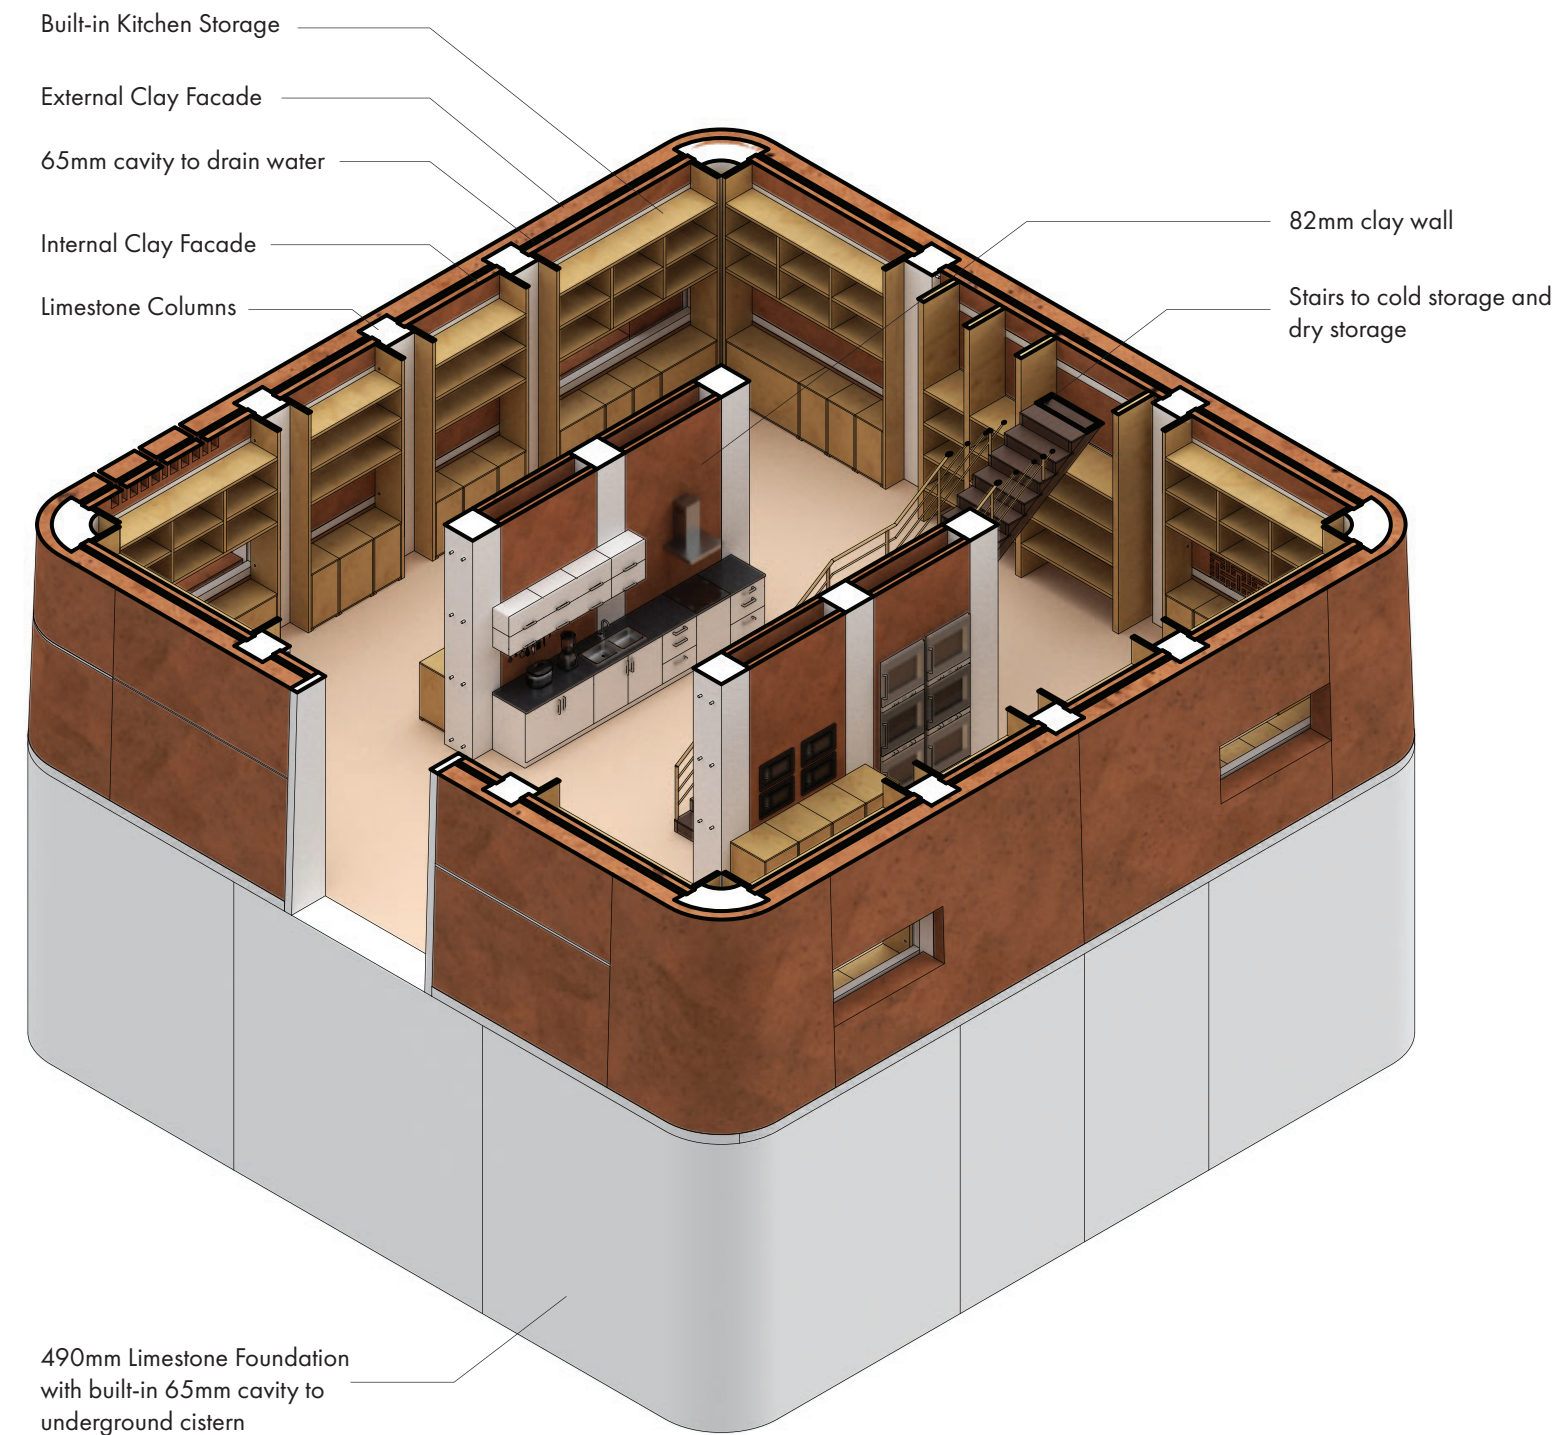 Built-in Kitchen Storage
External Clay Facade
65mm cavity to drain water
Internal Clay Facade
Limestone Columns
82mm clay wall
Stairs to cold storage and
dry storage
490mm Limestone Foundation
with built-in 65mm cavity to
underground cistern